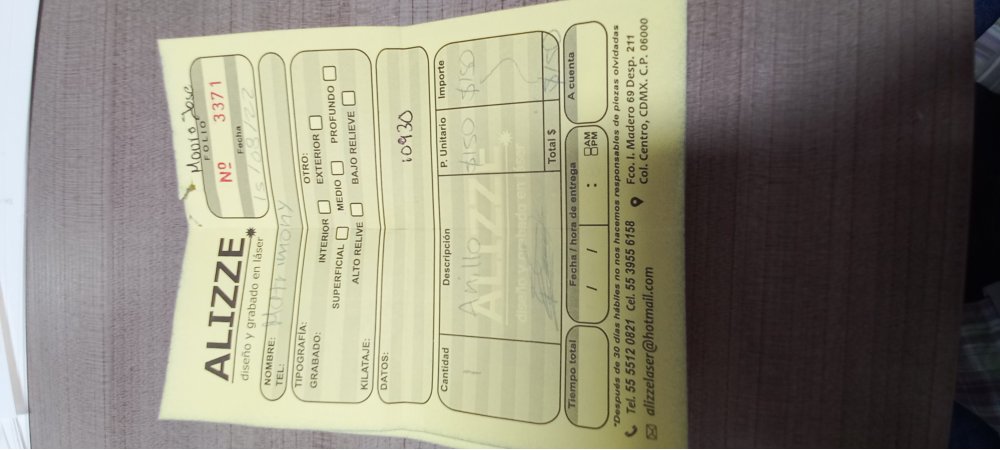 Mario Jose
ALIZZE
diseño y grabado en láser
FOLIO
Nº 3371
Fecha
15/08/22
NOMBRE: Matrimony
TEL:
TIPOGRAFÍA: OTRO:
GRABADO: INTERIOR EXTERIOR
SUPERFICIAL MEDIO PROFUNDO
ALTO RELIVE BAJO RELIEVE
KILATAJE:
DATOS:
10930
Cantidad Descripción P. Unitario Importe
1 Anillo $150 $150
ALIZZE
Total $ $150
Tiempo total Fecha / hora de entrega A cuenta
/ / : AM
PM
*Después de 30 días hábiles no nos hacemos responsables de piezas olvidadas
Tel. 55 5512 0821 Cel. 55 3955 6158 Fco. I. Madero 69 Desp. 211
alizzelaser@hotmail.com Col. Centro, CDMX. C.P. 06000